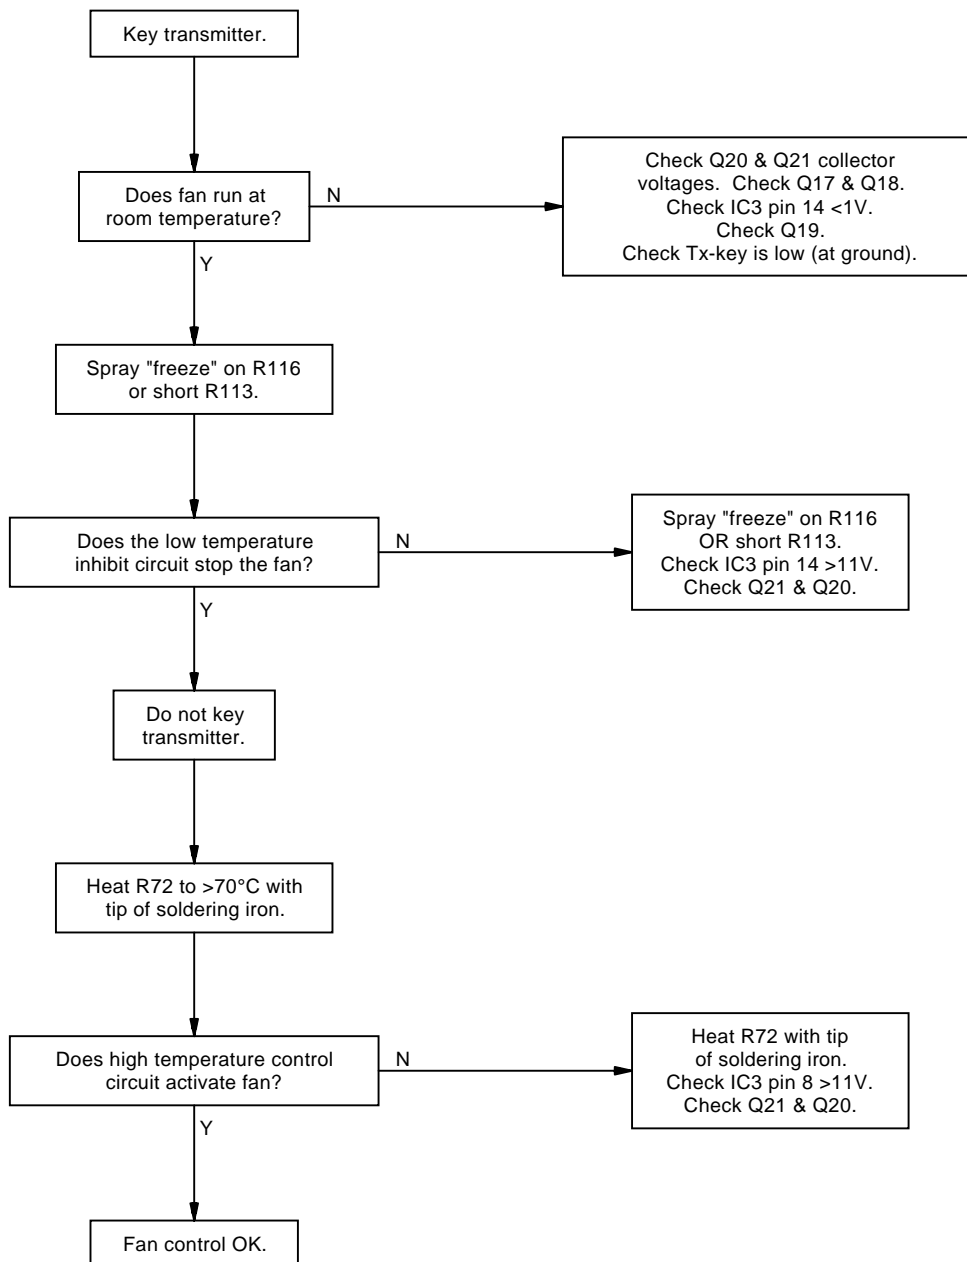 Key transmitter.
Does fan run at
room temperature?
N
Check Q20 & Q21 collector
voltages.  Check Q17 & Q18.
Check IC3 pin 14 <1V.
Check Q19.
Check Tx-key is low (at ground).
Y
Spray "freeze" on R116
or short R113.
Does the low temperature
inhibit circuit stop the fan?
N
Spray "freeze" on R116
OR short R113.
Check IC3 pin 14 >11V.
Check Q21 & Q20.
Y
Do not key
transmitter.
Heat R72 to >70°C with
tip of soldering iron.
Does high temperature control
circuit activate fan?
N
Heat R72 with tip
of soldering iron.
Check IC3 pin 8 >11V.
Check Q21 & Q20.
Y
Fan control OK.